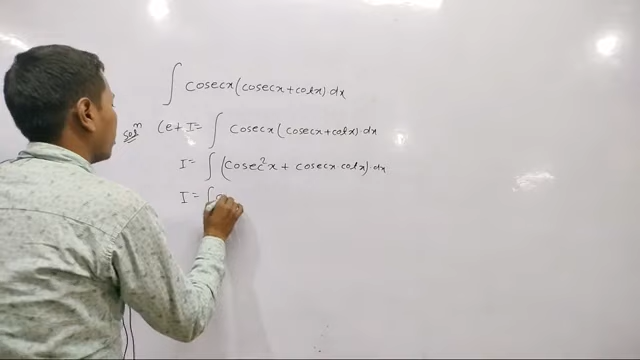 ∫ cosecx(cosecx+cotx)dx
Solⁿ Let I= ∫ cosecx(cosecx+cotx)·dx
I= ∫ (cosec²x + cosecx·cotx)·dx
I= ∫